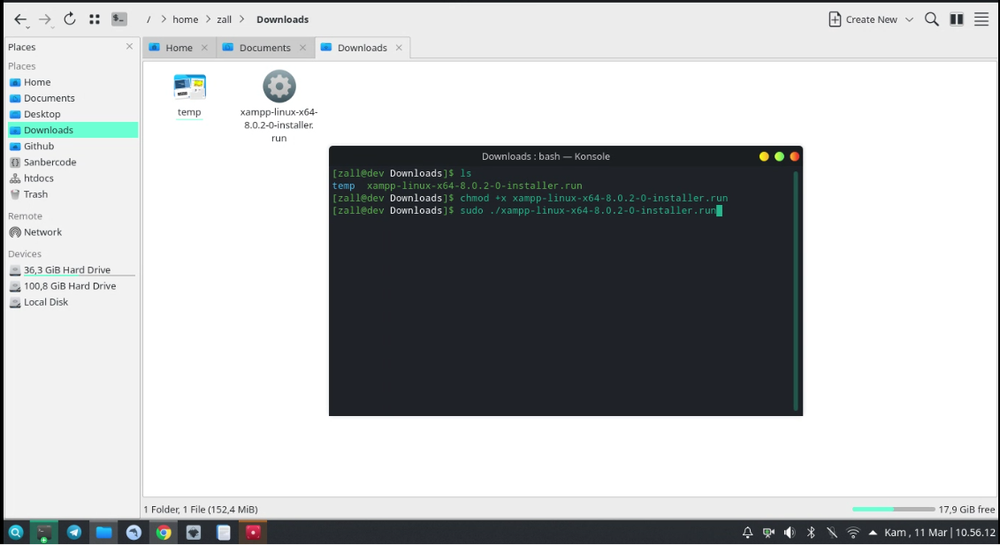 / > home > zall > Downloads
Create New
Places
Home
Documents
Downloads
Places
Home
Documents
Desktop
Downloads
Github
Sanbercode
htdocs
Trash
Remote
Network
Devices
36,3 GiB Hard Drive
100,8 GiB Hard Drive
Local Disk
temp
xampp-linux-x64-
8.0.2-0-installer.
run
Downloads : bash — Konsole
[zall@dev Downloads]$ ls
temp  xampp-linux-x64-8.0.2-0-installer.run
[zall@dev Downloads]$ chmod +x xampp-linux-x64-8.0.2-0-installer.run
[zall@dev Downloads]$ sudo ./xampp-linux-x64-8.0.2-0-installer.run
1 Folder, 1 File (152,4 MiB)
17,9 GiB free
Kam , 11 Mar | 10.56.12